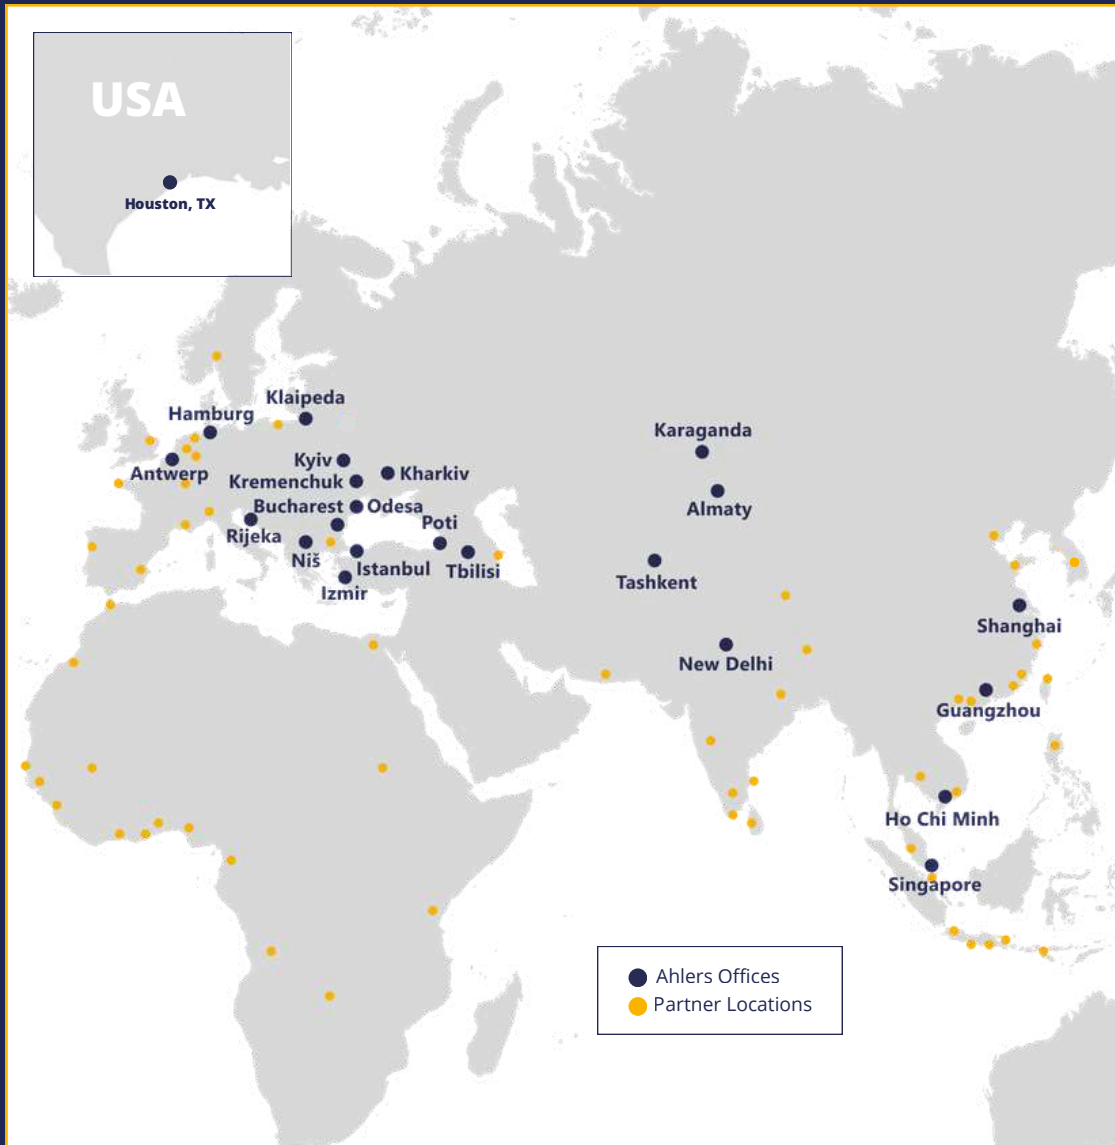 USA
Houston, TX
Klaipeda
Hamburg
Karaganda
Kyiv
Kharkiv
Antwerp
Kremenchuk
Bucharest
Odesa
Almaty
Poti
Rijeka
Niš
Istanbul
Tbilisi
Tashkent
Izmir
Shanghai
New Delhi
Guangzhou
Ho Chi Minh
Singapore
Ahlers Offices
Partner Locations